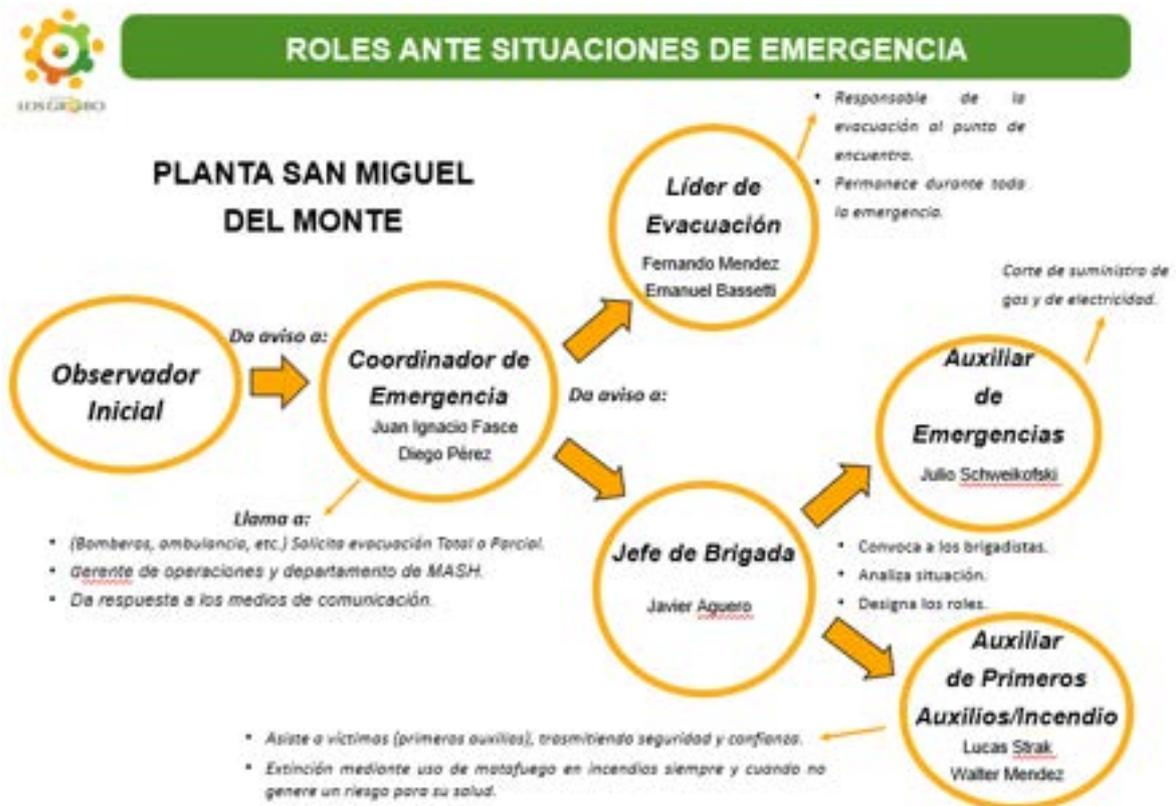 ROLES ANTE SITUACIONES DE EMERGENCIA
LOS GROBO
PLANTA SAN MIGUEL
DEL MONTE
• Responsable de la
evacuación al punto de
encuentro.
• Permanece durante toda
la emergencia.
Líder de
Evacuación
Fernando Mendez
Emanuel Bassetti
Corte de suministro de
gas y de electricidad.
Observador
Inicial
Da aviso a:
Coordinador de
Emergencia
Juan Ignacio Fasce
Diego Pérez
Da aviso a:
Auxiliar
de
Emergencias
Julio Schweikofski
Llama a:
• (Bomberos, ambulancia, etc.) Solicita evacuación Total o Parcial.
• gerente de operaciones y departamento de MASH.
• Da respuesta a los medios de comunicación.
Jefe de Brigada
Javier Aguero
• Convoca a los brigadistas.
• Analiza situación.
• Designa los roles.
Auxiliar
de Primeros
Auxilios/Incendio
Lucas Strak
Walter Mendez
• Asiste a victimas (primeros auxilios), trasmitiendo seguridad y confianza.
• Extinción mediante uso de matafuego en incendios siempre y cuando no
genere un riesgo para su salud.